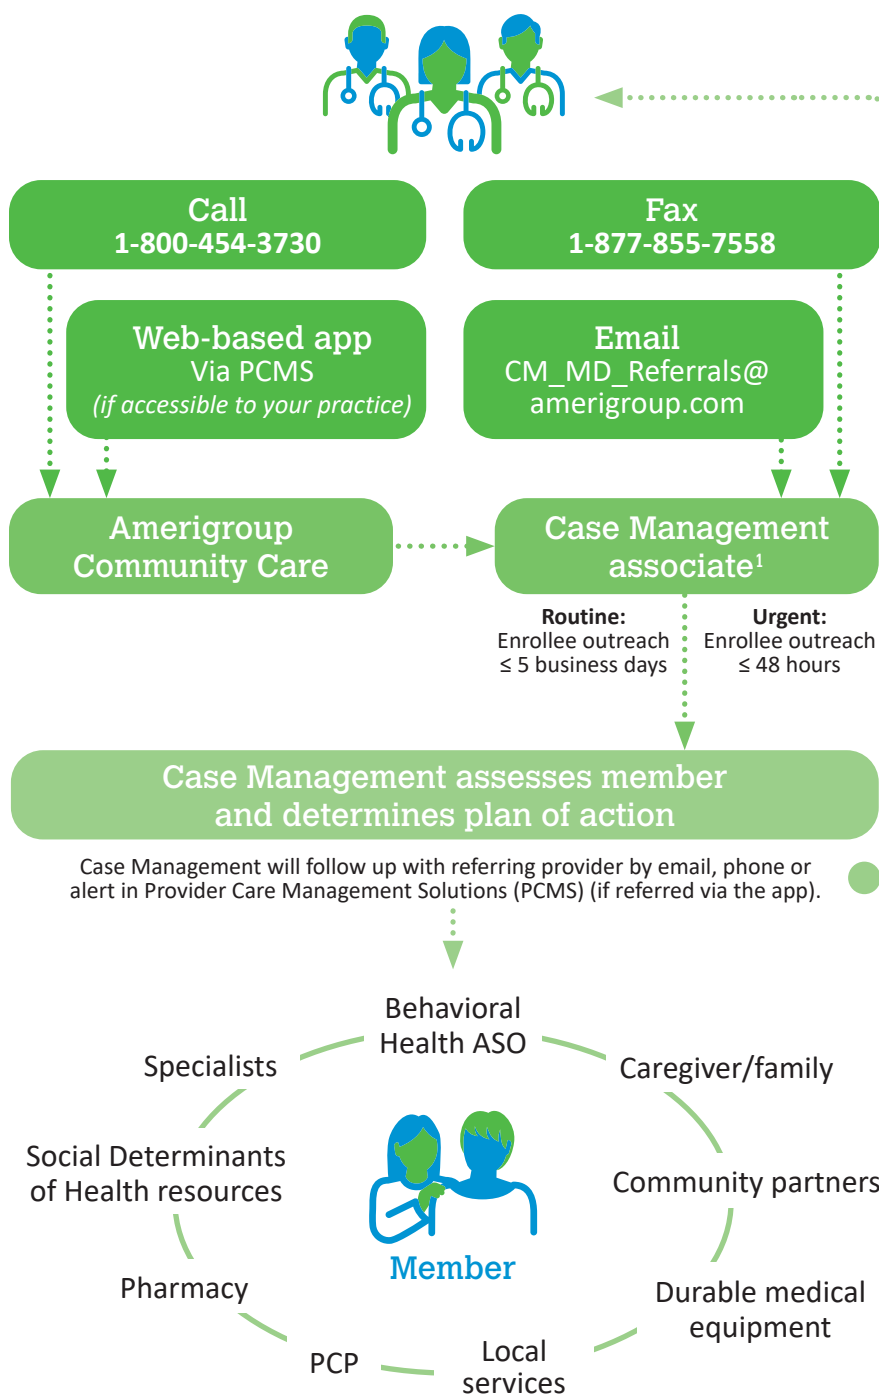 Call
1-800-454-3730
Fax
1-877-855-7558
Web-based app
Via PCMS
(if accessible to your practice)
Email
CM_MD_Referrals@
amerigroup.com
Amerigroup
Community Care
Case Management
associate¹
Routine:
Enrollee outreach
≤ 5 business days
Urgent:
Enrollee outreach
≤ 48 hours
Case Management assesses member
and determines plan of action
Case Management will follow up with referring provider by email, phone or
alert in Provider Care Management Solutions (PCMS) (if referred via the app).
Behavioral
Health ASO
Specialists
Caregiver/family
Social Determinants
of Health resources
Community partners
Member
Pharmacy
Durable medical
equipment
PCP
Local
services